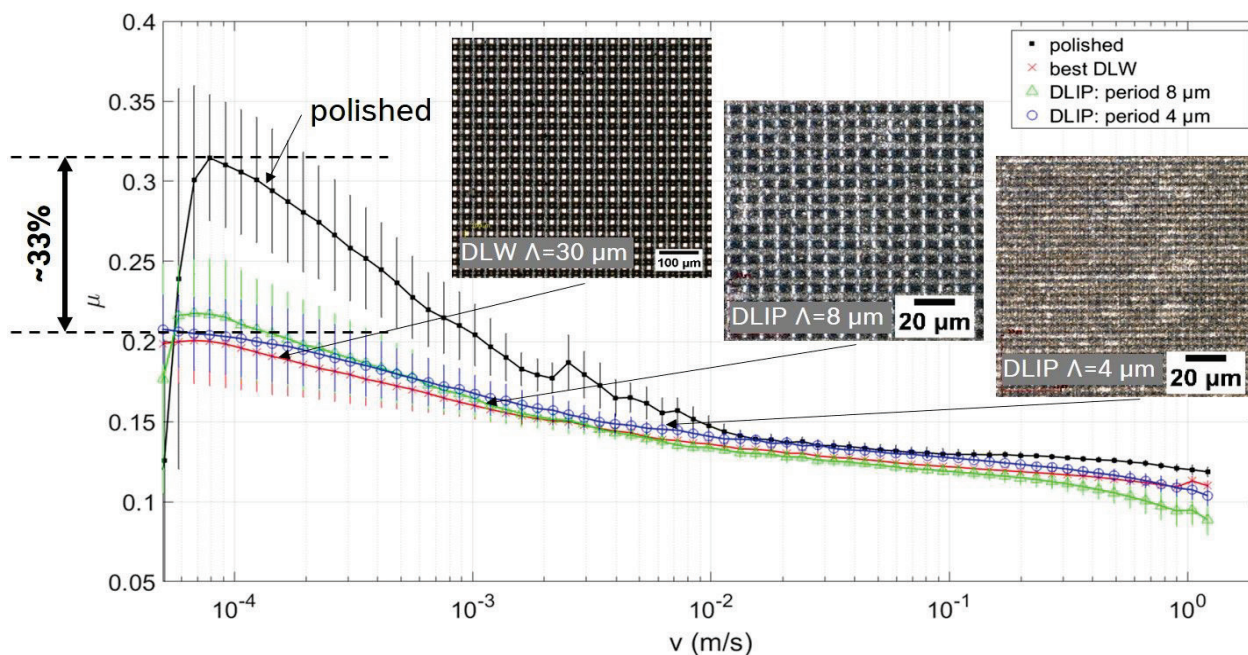 0.4
0.35
0.3
0.25
0.2
0.15
0.1
0.05
μ
~33%
polished
DLW Λ=30 μm
100 μm
DLIP Λ=8 μm
20 μm
DLIP Λ=4 μm
20 μm
polished
best DLW
DLIP: period 8 μm
DLIP: period 4 μm
10⁻⁴
10⁻³
10⁻²
10⁻¹
10⁰
v (m/s)